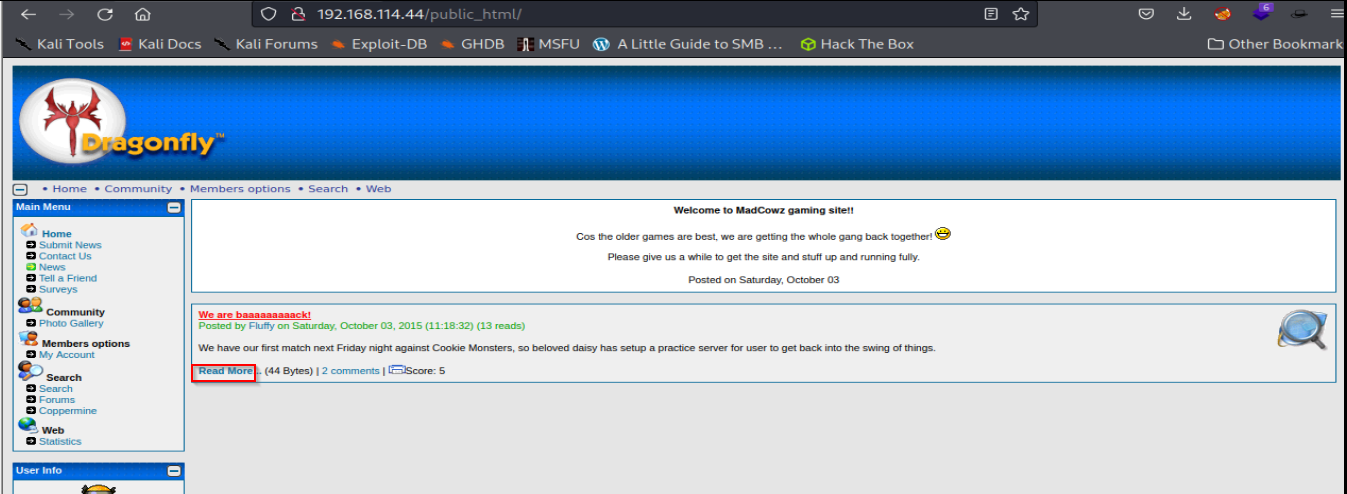 192.168.114.44/public_html/
6
Kali Tools Kali Docs Kali Forums Exploit-DB GHDB MSFU A Little Guide to SMB ... Hack The Box Other Bookmark
Dragonfly™
• Home • Community • Members options • Search • Web
Main Menu
Home
Submit News
Contact Us
News
Tell a Friend
Surveys
Community
Photo Gallery
Members options
My Account
Search
Search
Forums
Coppermine
Web
Statistics
User Info
Welcome to MadCowz gaming site!!
Cos the older games are best, we are getting the whole gang back together!
Please give us a while to get the site and stuff up and running fully.
Posted on Saturday, October 03
We are baaaaaaaaack!
Posted by Fluffy on Saturday, October 03, 2015 (11:18:32) (13 reads)
We have our first match next Friday night against Cookie Monsters, so beloved daisy has setup a practice server for user to get back into the swing of things.
Read More... (44 Bytes) | 2 comments | Score: 5